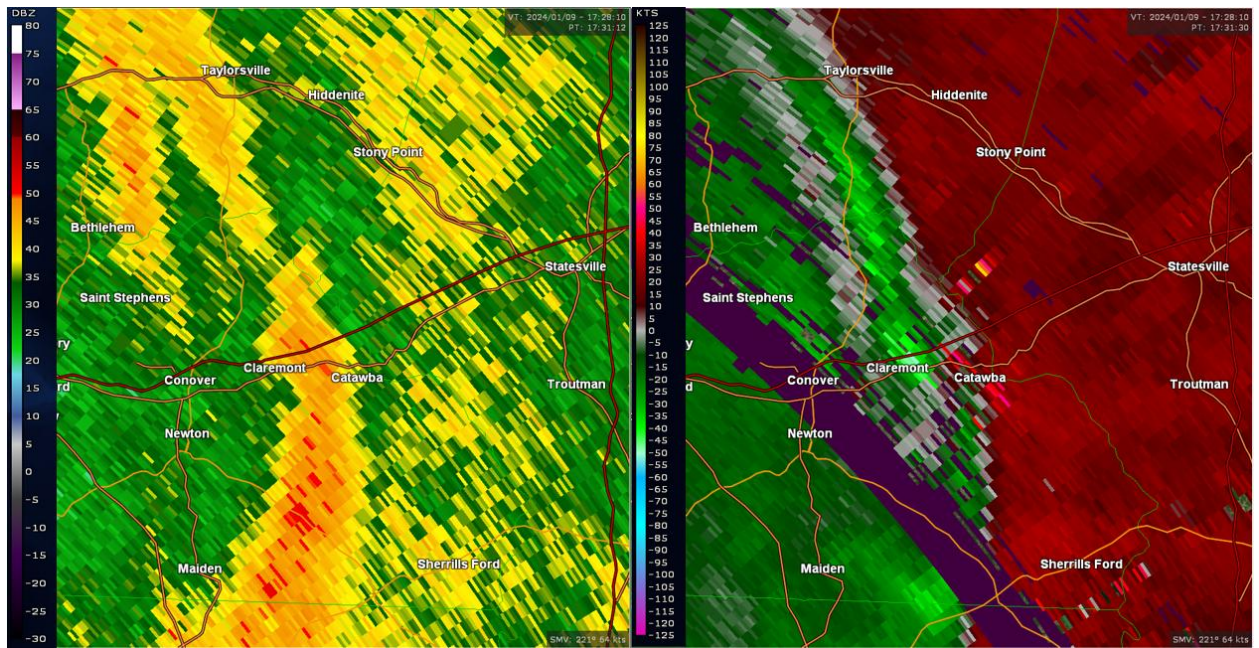 DBZ
VT: 2024/01/09 - 17:28:10
PT: 17:31:12
80
75
70
65
60
55
50
45
40
35
30
25
20
15
10
5
0
-5
-10
-15
-20
-25
-30
Taylorsville
Hiddenite
Stony Point
Bethlehem
Statesville
Saint Stephens
ry
Claremont
rd
Conover
Catawba
Troutman
Newton
Sherrills Ford
Maiden
SMV: 221º 64 kts
KTS
VT: 2024/01/09 - 17:28:10
PT: 17:31:30
125
120
115
110
105
100
95
90
85
80
75
70
65
60
55
50
45
40
35
30
25
20
15
10
5
0
-5
-10
-15
-20
-25
-30
-35
-40
-45
-50
-55
-60
-65
-70
-75
-80
-85
-90
-95
-100
-105
-110
-115
-120
-125
Taylorsville
Hiddenite
Stony Point
Bethlehem
Statesville
Saint Stephens
y
Claremont
d
Conover
Catawba
Troutman
Newton
Sherrills Ford
Maiden
SMV: 221º 64 kts